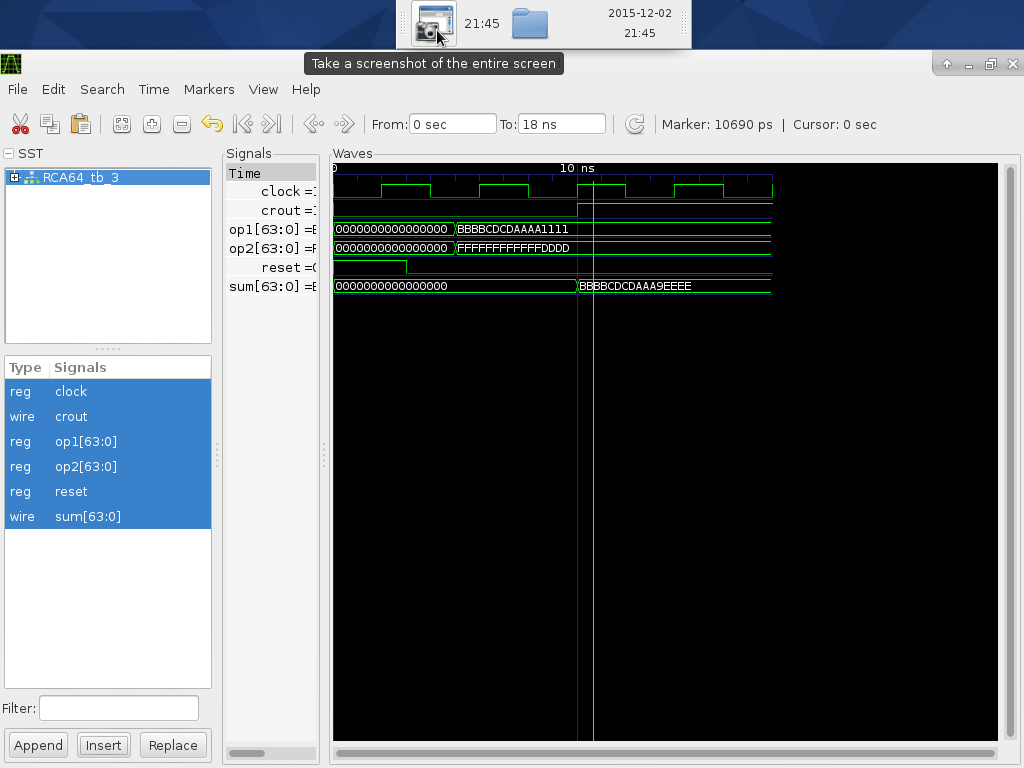 21:45
2015-12-02
21:45
Take a screenshot of the entire screen
File Edit Search Time Markers View Help
From: 0 sec To: 18 ns Marker: 10690 ps | Cursor: 0 sec
SST
RCA64_tb_3
Type Signals
reg clock
wire crout
reg op1[63:0]
reg op2[63:0]
reg reset
wire sum[63:0]
Filter:
Append Insert Replace
Signals
Time
clock =
crout =
op1[63:0] =
op2[63:0] =
reset =
sum[63:0] =
Waves
0 10 ns
0000000000000000 BBBBCDCDAAAA1111
0000000000000000 FFFFFFFFFFFFDDDD
0000000000000000 BBBBCDCDAAA9EEEE